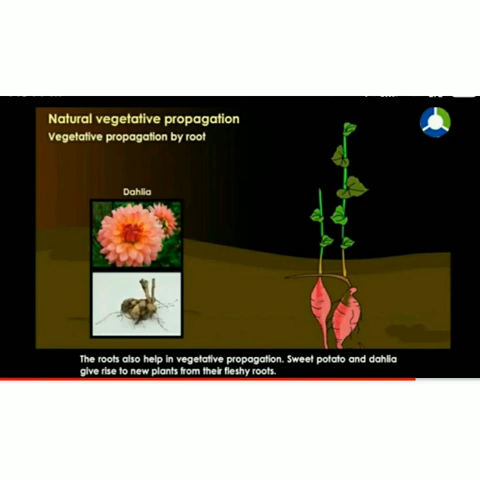 Natural vegetative propagation
Vegetative propagation by root
Dahlia
The roots also help in vegetative propagation. Sweet potato and dahlia
give rise to new plants from their fleshy roots.